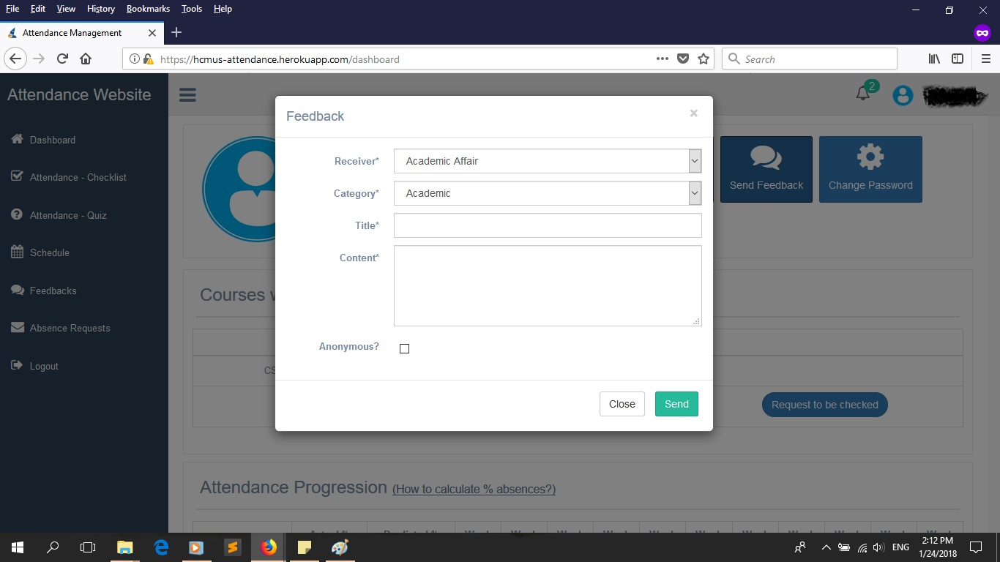 File Edit View History Bookmarks Tools Help
Attendance Management
https://hcmus-attendance.herokuapp.com/dashboard
Search
Attendance Website
2
Dashboard
Attendance - Checklist
Attendance - Quiz
Schedule
Feedbacks
Absence Requests
Logout
Feedback
Receiver* Academic Affair
Category* Academic
Title*
Content*
Anonymous?
Close Send
Send Feedback
Change Password
Courses
CS
Request to be checked
Attendance Progression (How to calculate % absences?)
ENG
2:12 PM
1/24/2018